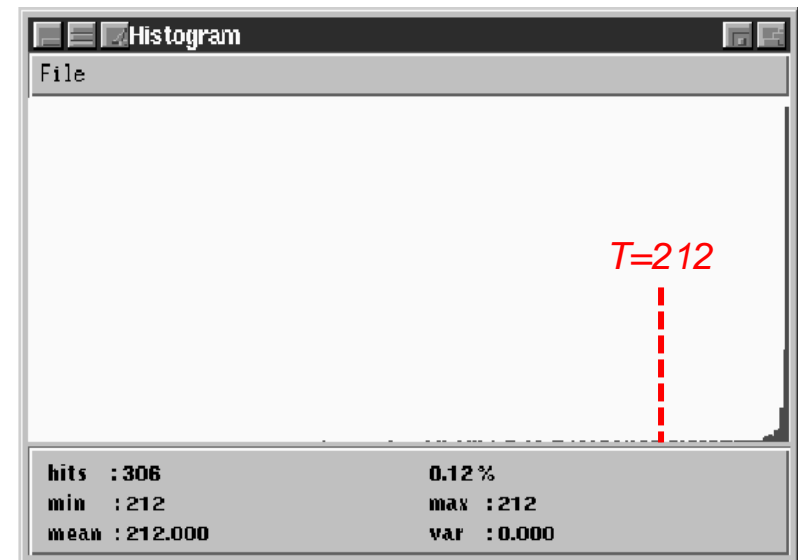 Histogram
File
T=212
hits :306 0.12%
min :212 max :212
mean :212.000 var :0.000